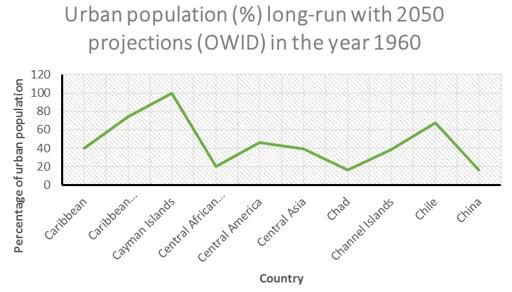 Urban population (%) long-run with 2050
projections (OWID) in the year 1960
Percentage of urban population
120
100
80
60
40
20
0
Caribbean
Caribbean...
Cayman Islands
Central African...
Central America
Central Asia
Chad
Channel Islands
Chile
China
Country